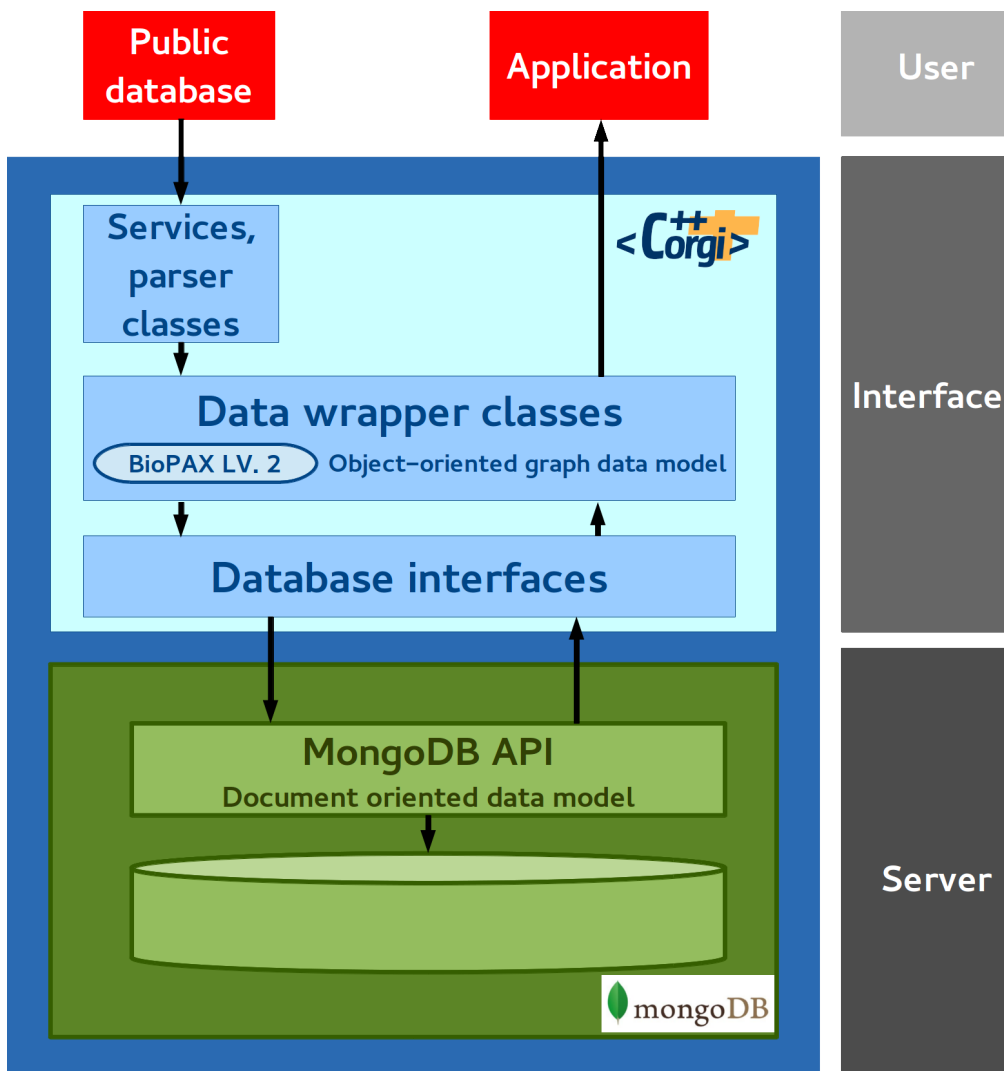 Public
database
Application
User
Services,
parser
classes
<C++orgi>
Data wrapper classes
BioPAX LV. 2
Object-oriented graph data model
Interface
Database interfaces
MongoDB API
Document oriented data model
Server
mongoDB